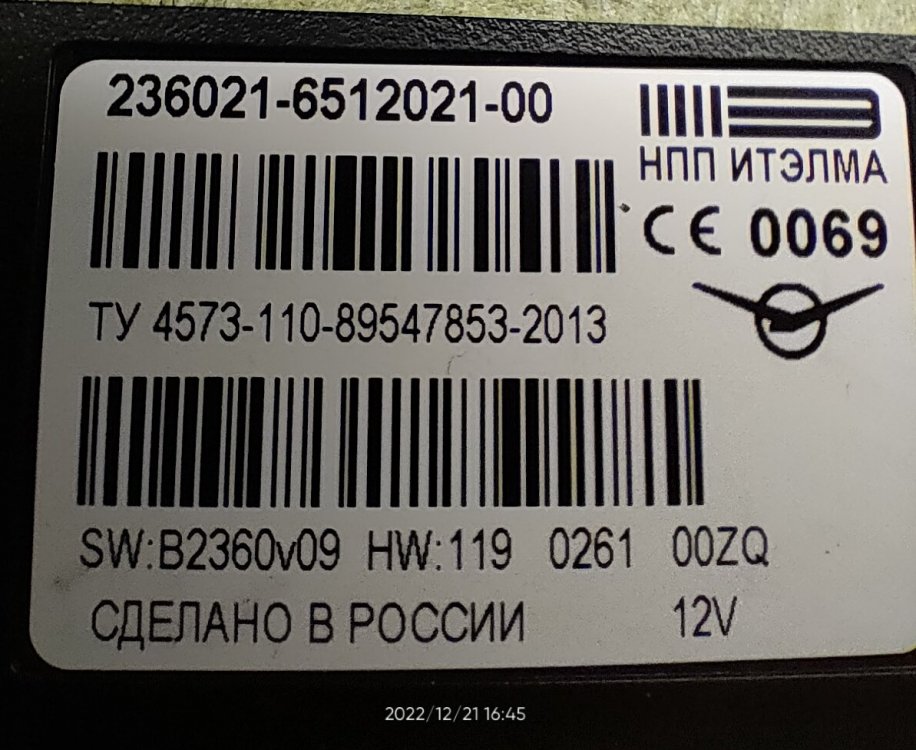 236021-6512021-00
НПП ИТЭЛМА
CE 0069
ТУ 4573-110-89547853-2013
SW:B2360v09 HW:119 0261 00ZQ
СДЕЛАНО В РОССИИ 12V
2022/12/21 16:45